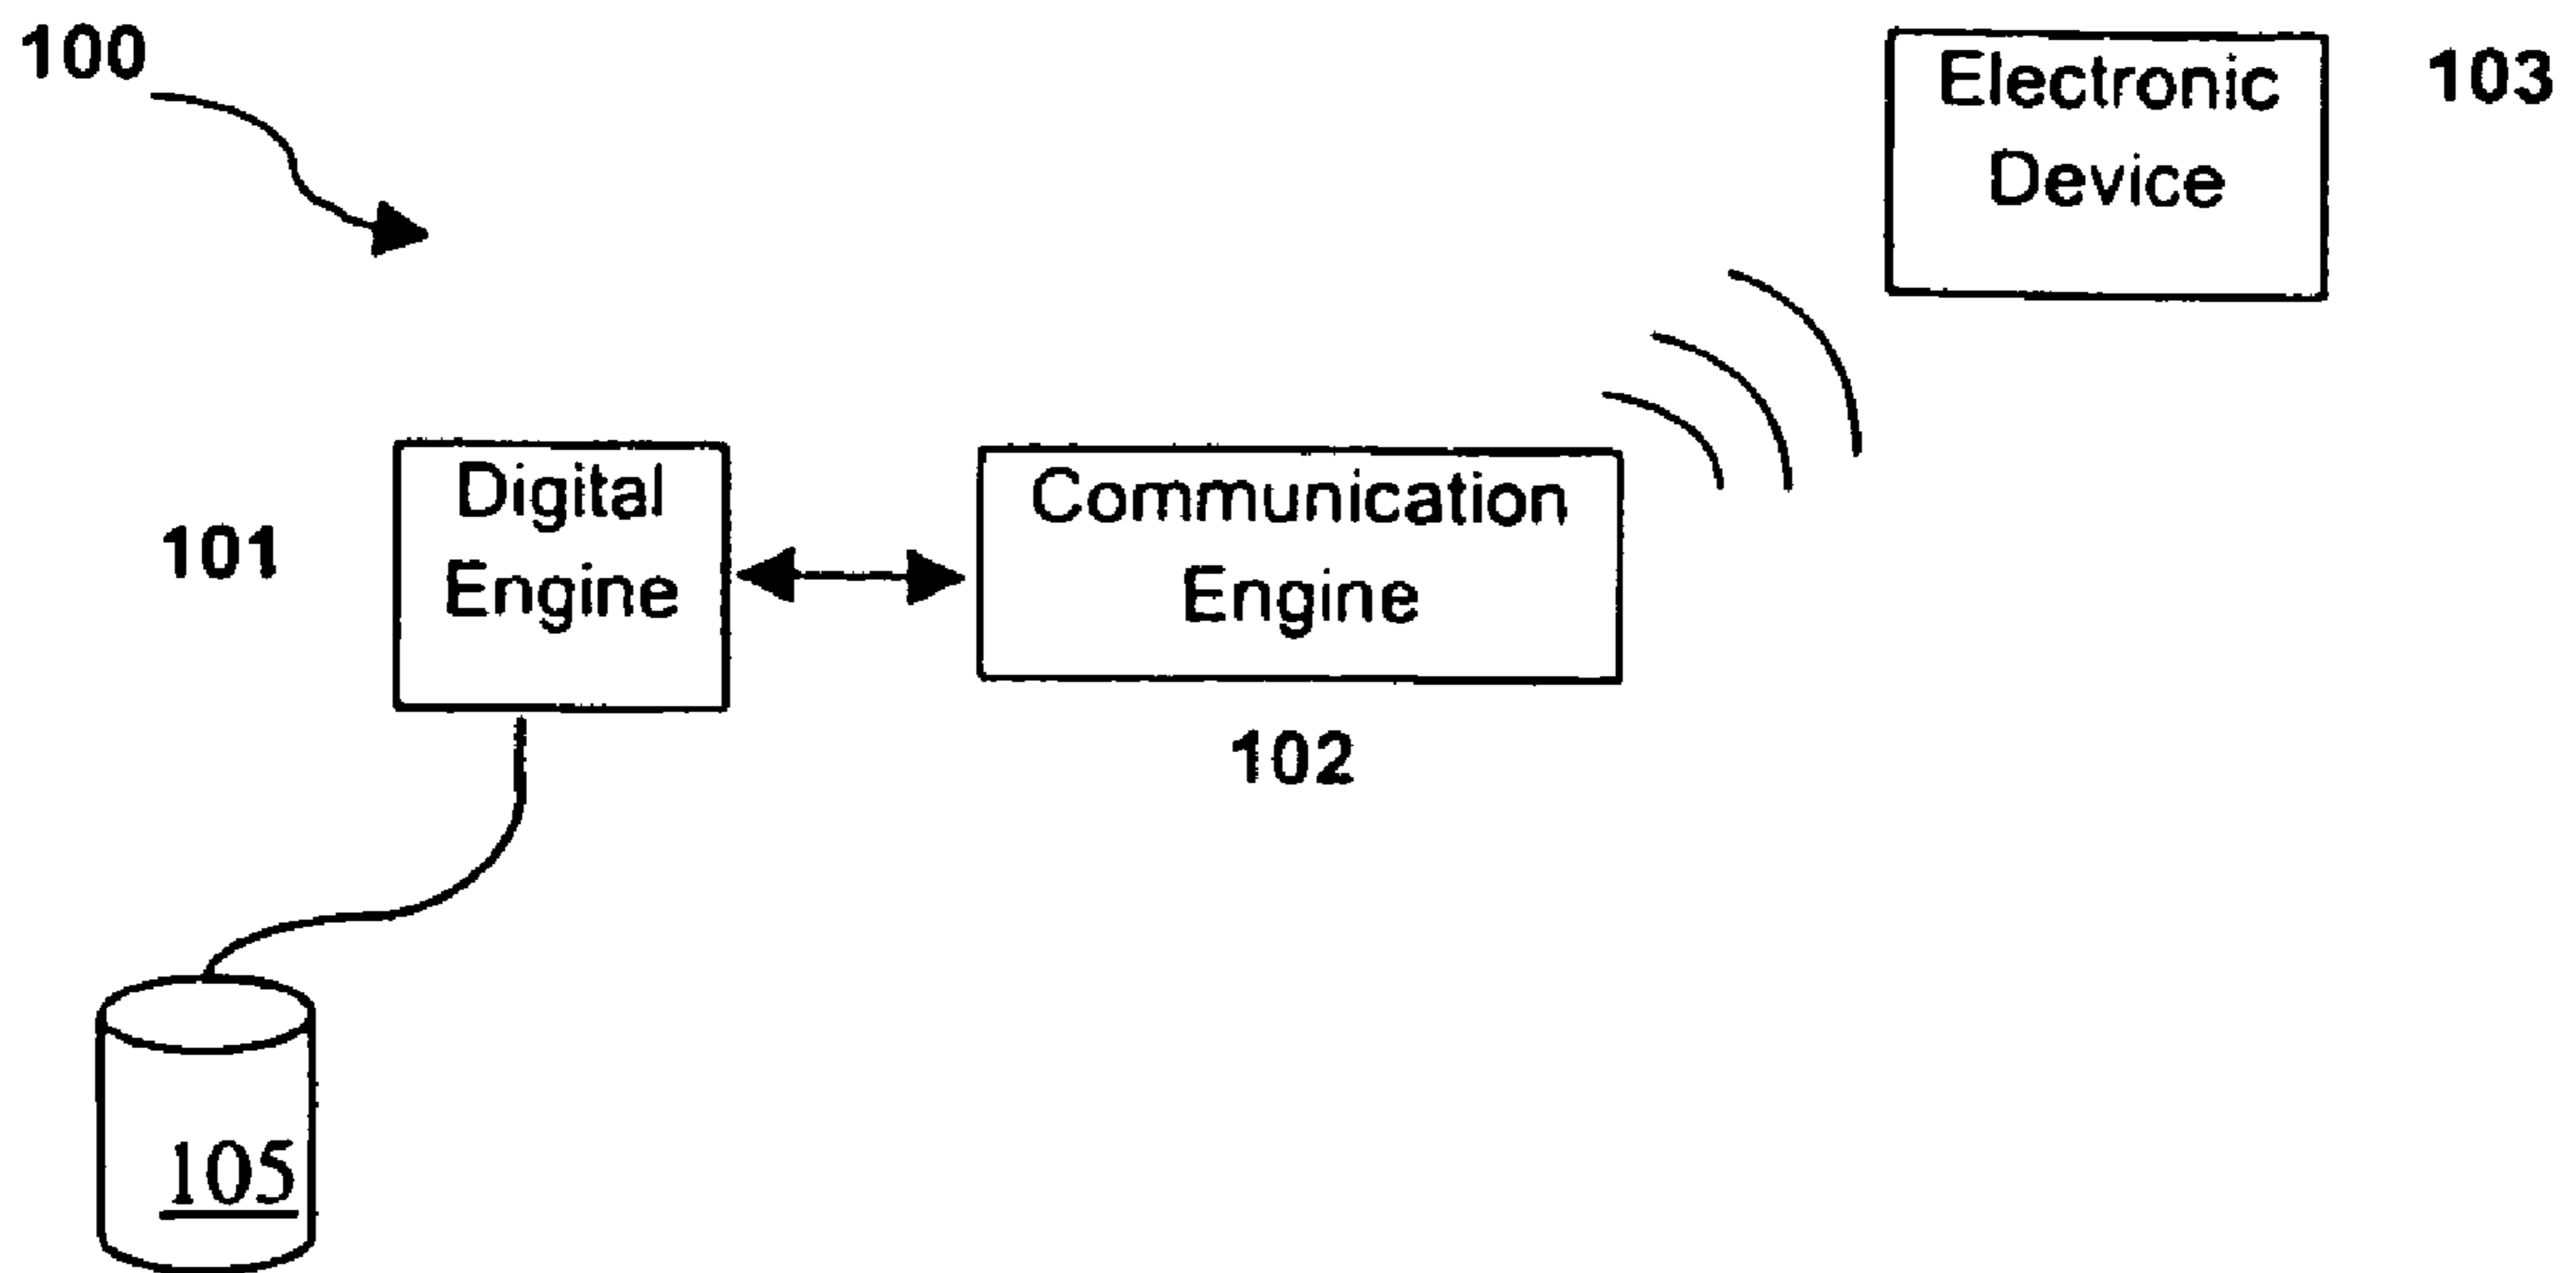 100
Electronic
Device
103
101
Digital
Engine
Communication
Engine
102
105